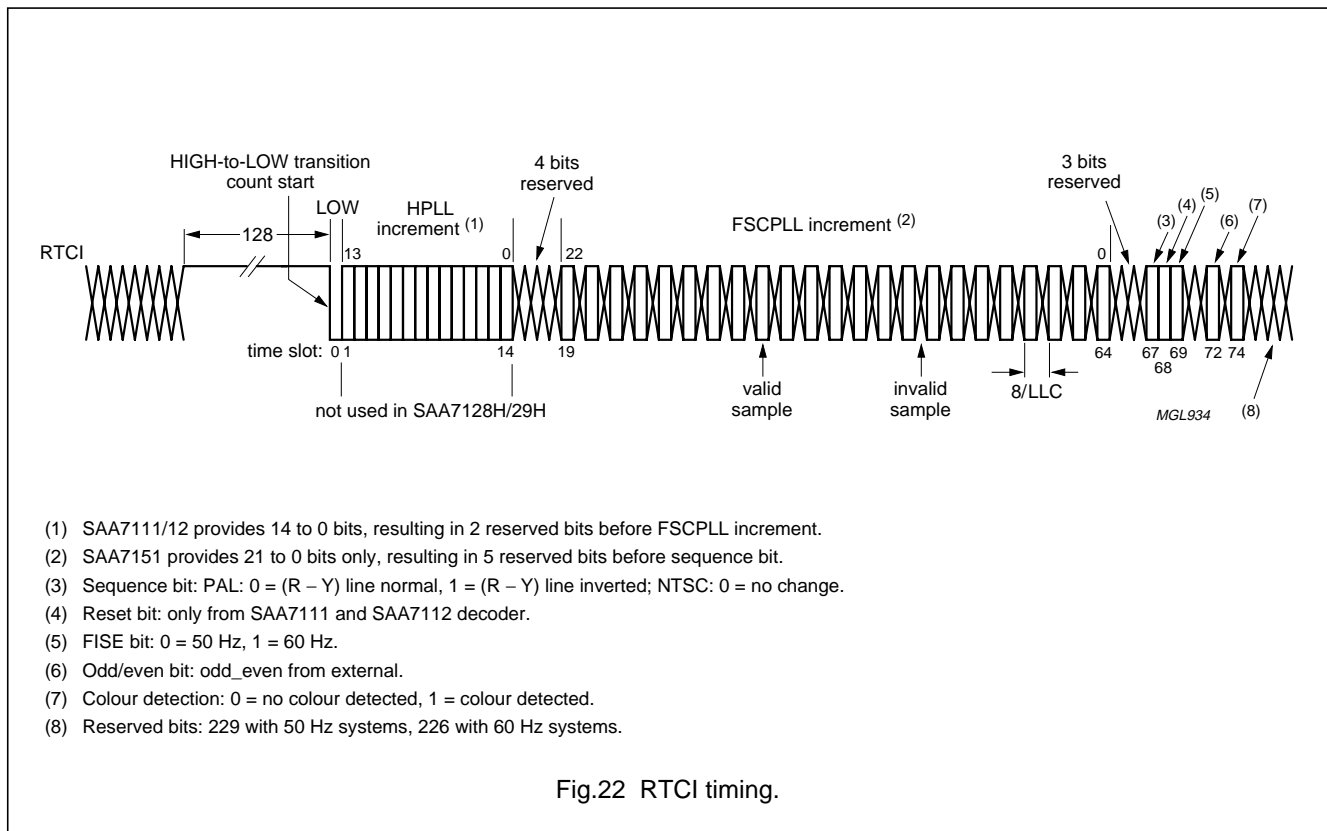 HIGH-to-LOW transition
count start
4 bits
reserved
3 bits
reserved
(3)
(4)
(5)
(6)
(7)
LOW
HPLL
increment (1)
FSCPLL increment (2)
RTCI
128
13
0
22
0
time slot:
0 1
14
19
64
67
68
69
72
74
not used in SAA7128H/29H
valid
sample
invalid
sample
8/LLC
MGL934
(8)
(1) SAA7111/12 provides 14 to 0 bits, resulting in 2 reserved bits before FSCPLL increment.
(2) SAA7151 provides 21 to 0 bits only, resulting in 5 reserved bits before sequence bit.
(3) Sequence bit: PAL: 0 = (R − Y) line normal, 1 = (R − Y) line inverted; NTSC: 0 = no change.
(4) Reset bit: only from SAA7111 and SAA7112 decoder.
(5) FISE bit: 0 = 50 Hz, 1 = 60 Hz.
(6) Odd/even bit: odd_even from external.
(7) Colour detection: 0 = no colour detected, 1 = colour detected.
(8) Reserved bits: 229 with 50 Hz systems, 226 with 60 Hz systems.
Fig.22 RTCI timing.